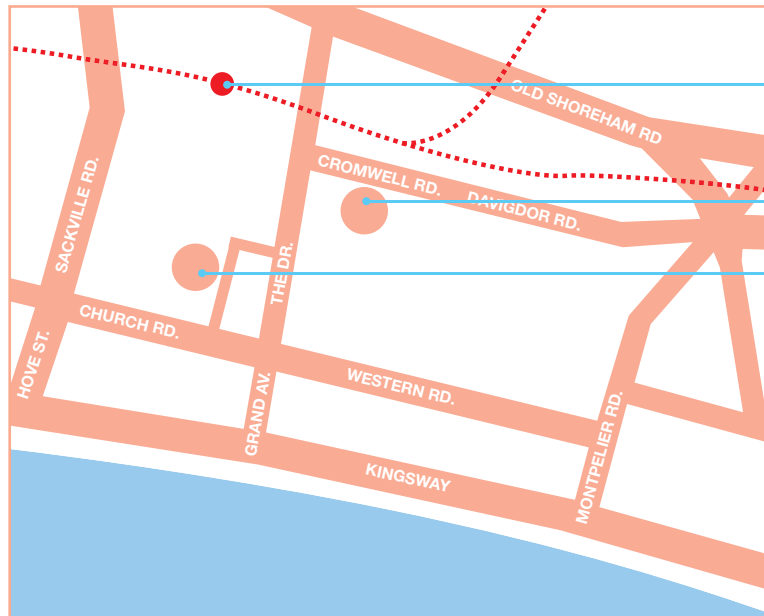 OLD SHOREHAM RD
CROMWELL RD.
DAVIGDOR RD.
SACKVILLE RD.
THE DR.
CHURCH RD.
HOVE ST.
WESTERN RD.
GRAND AV.
MONTPELIER RD.
KINGSWAY